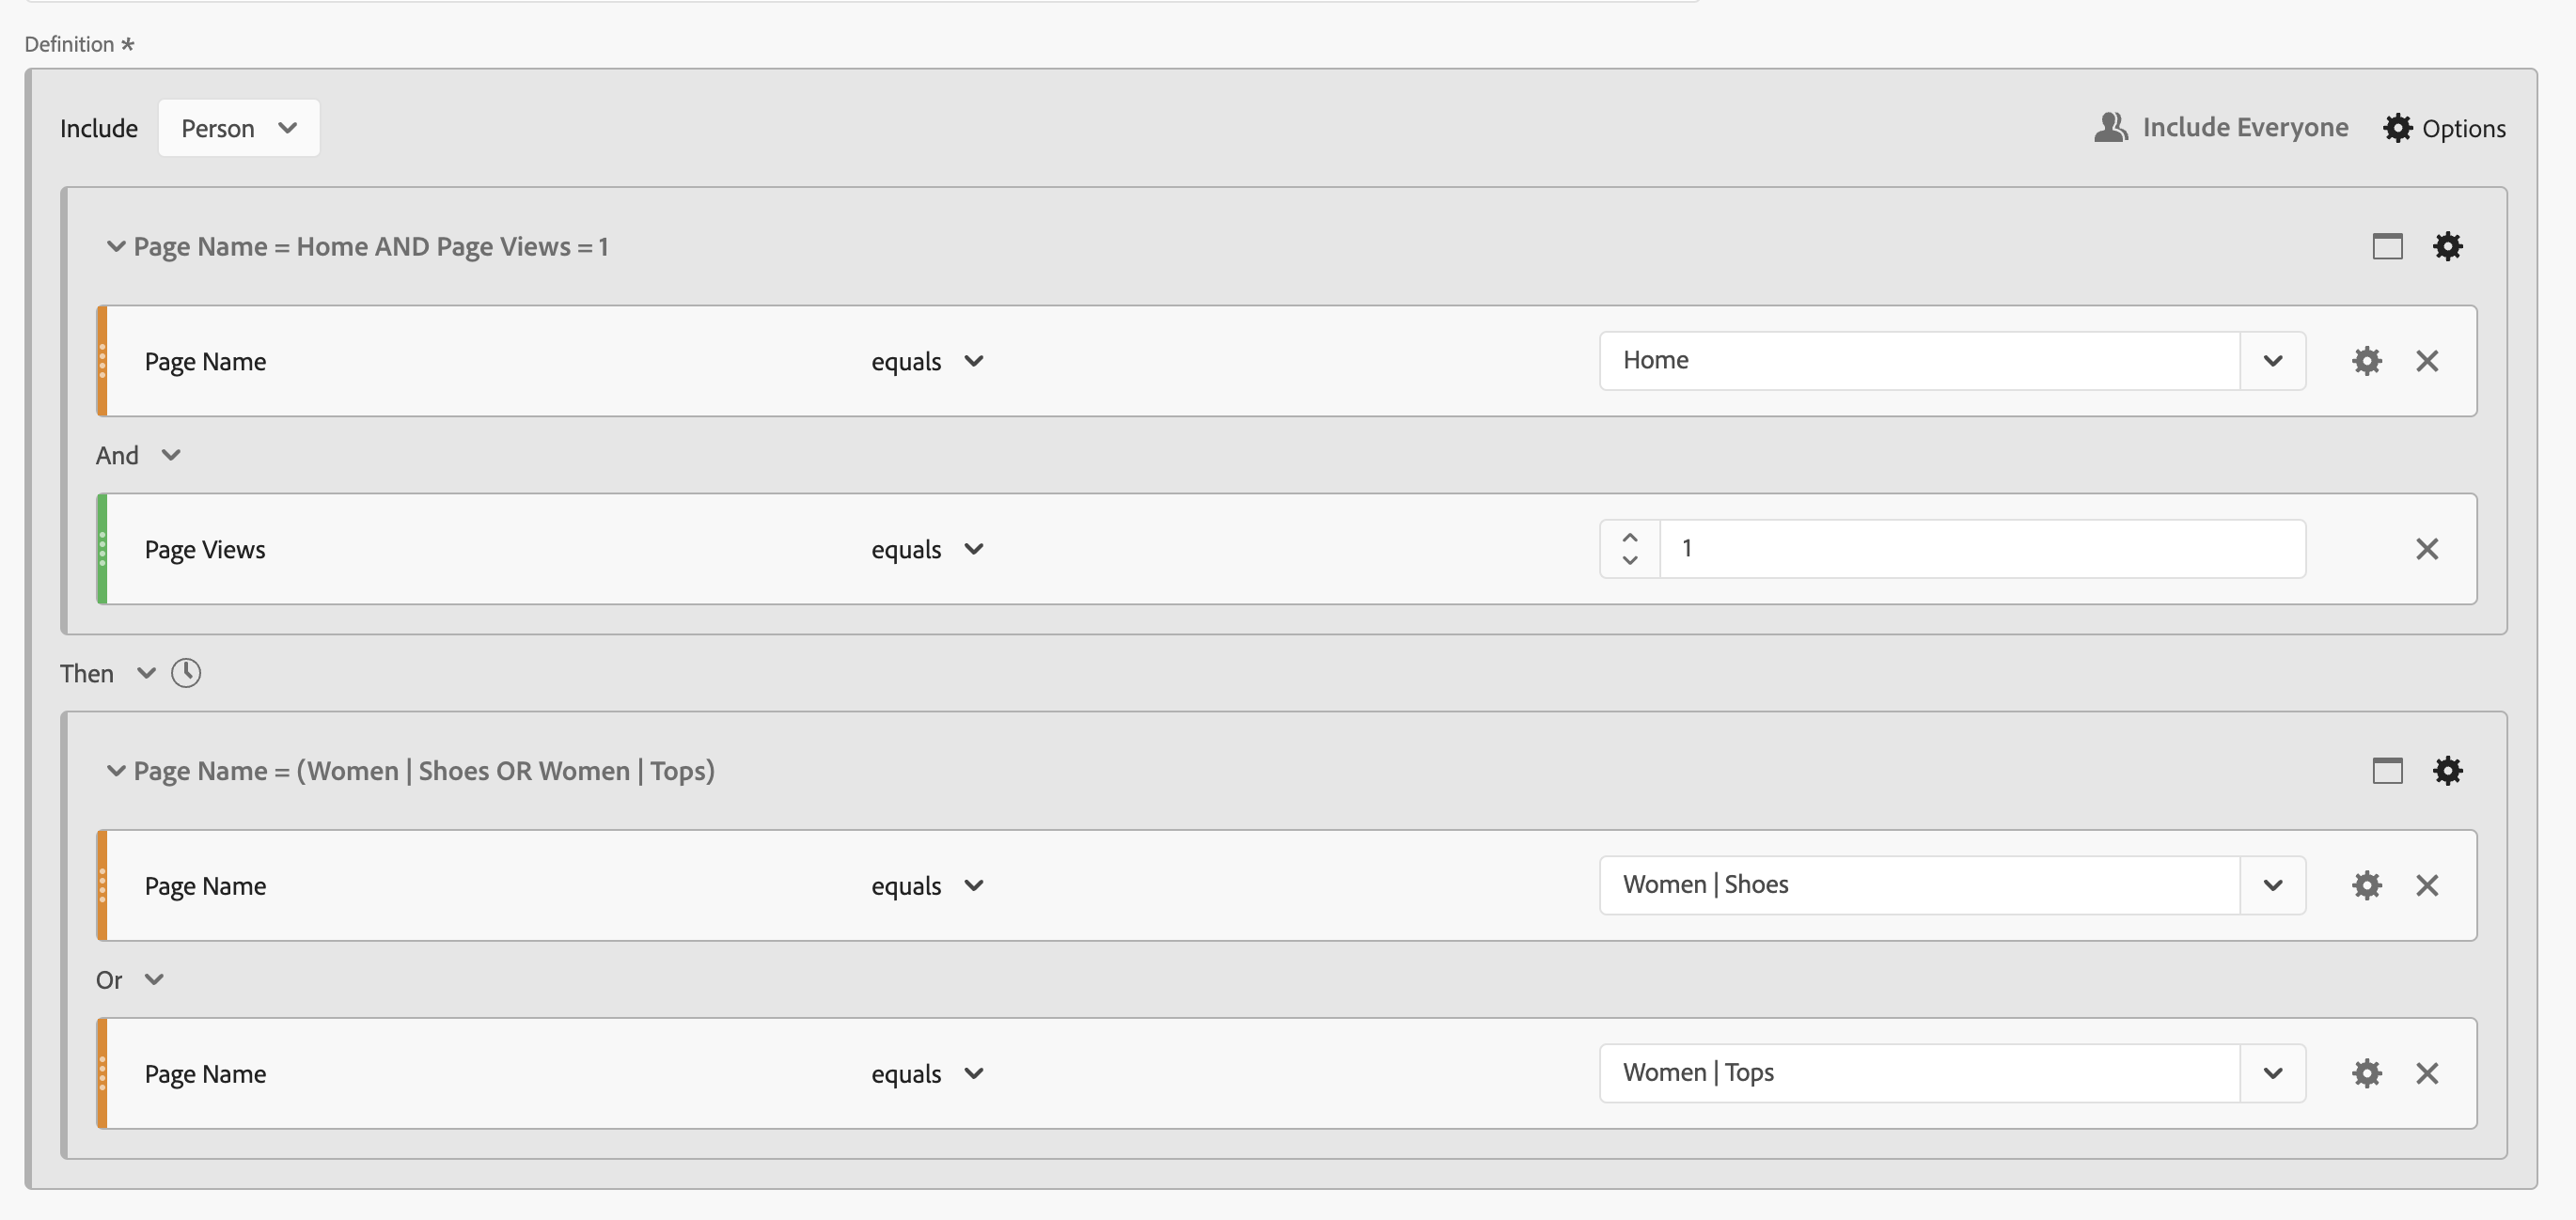 Definition *
Include Person Include Everyone Options
Page Name = Home AND Page Views = 1
Page Name equals Home
And
Page Views equals 1
Then
Page Name = (Women | Shoes OR Women | Tops)
Page Name equals Women | Shoes
Or
Page Name equals Women | Tops